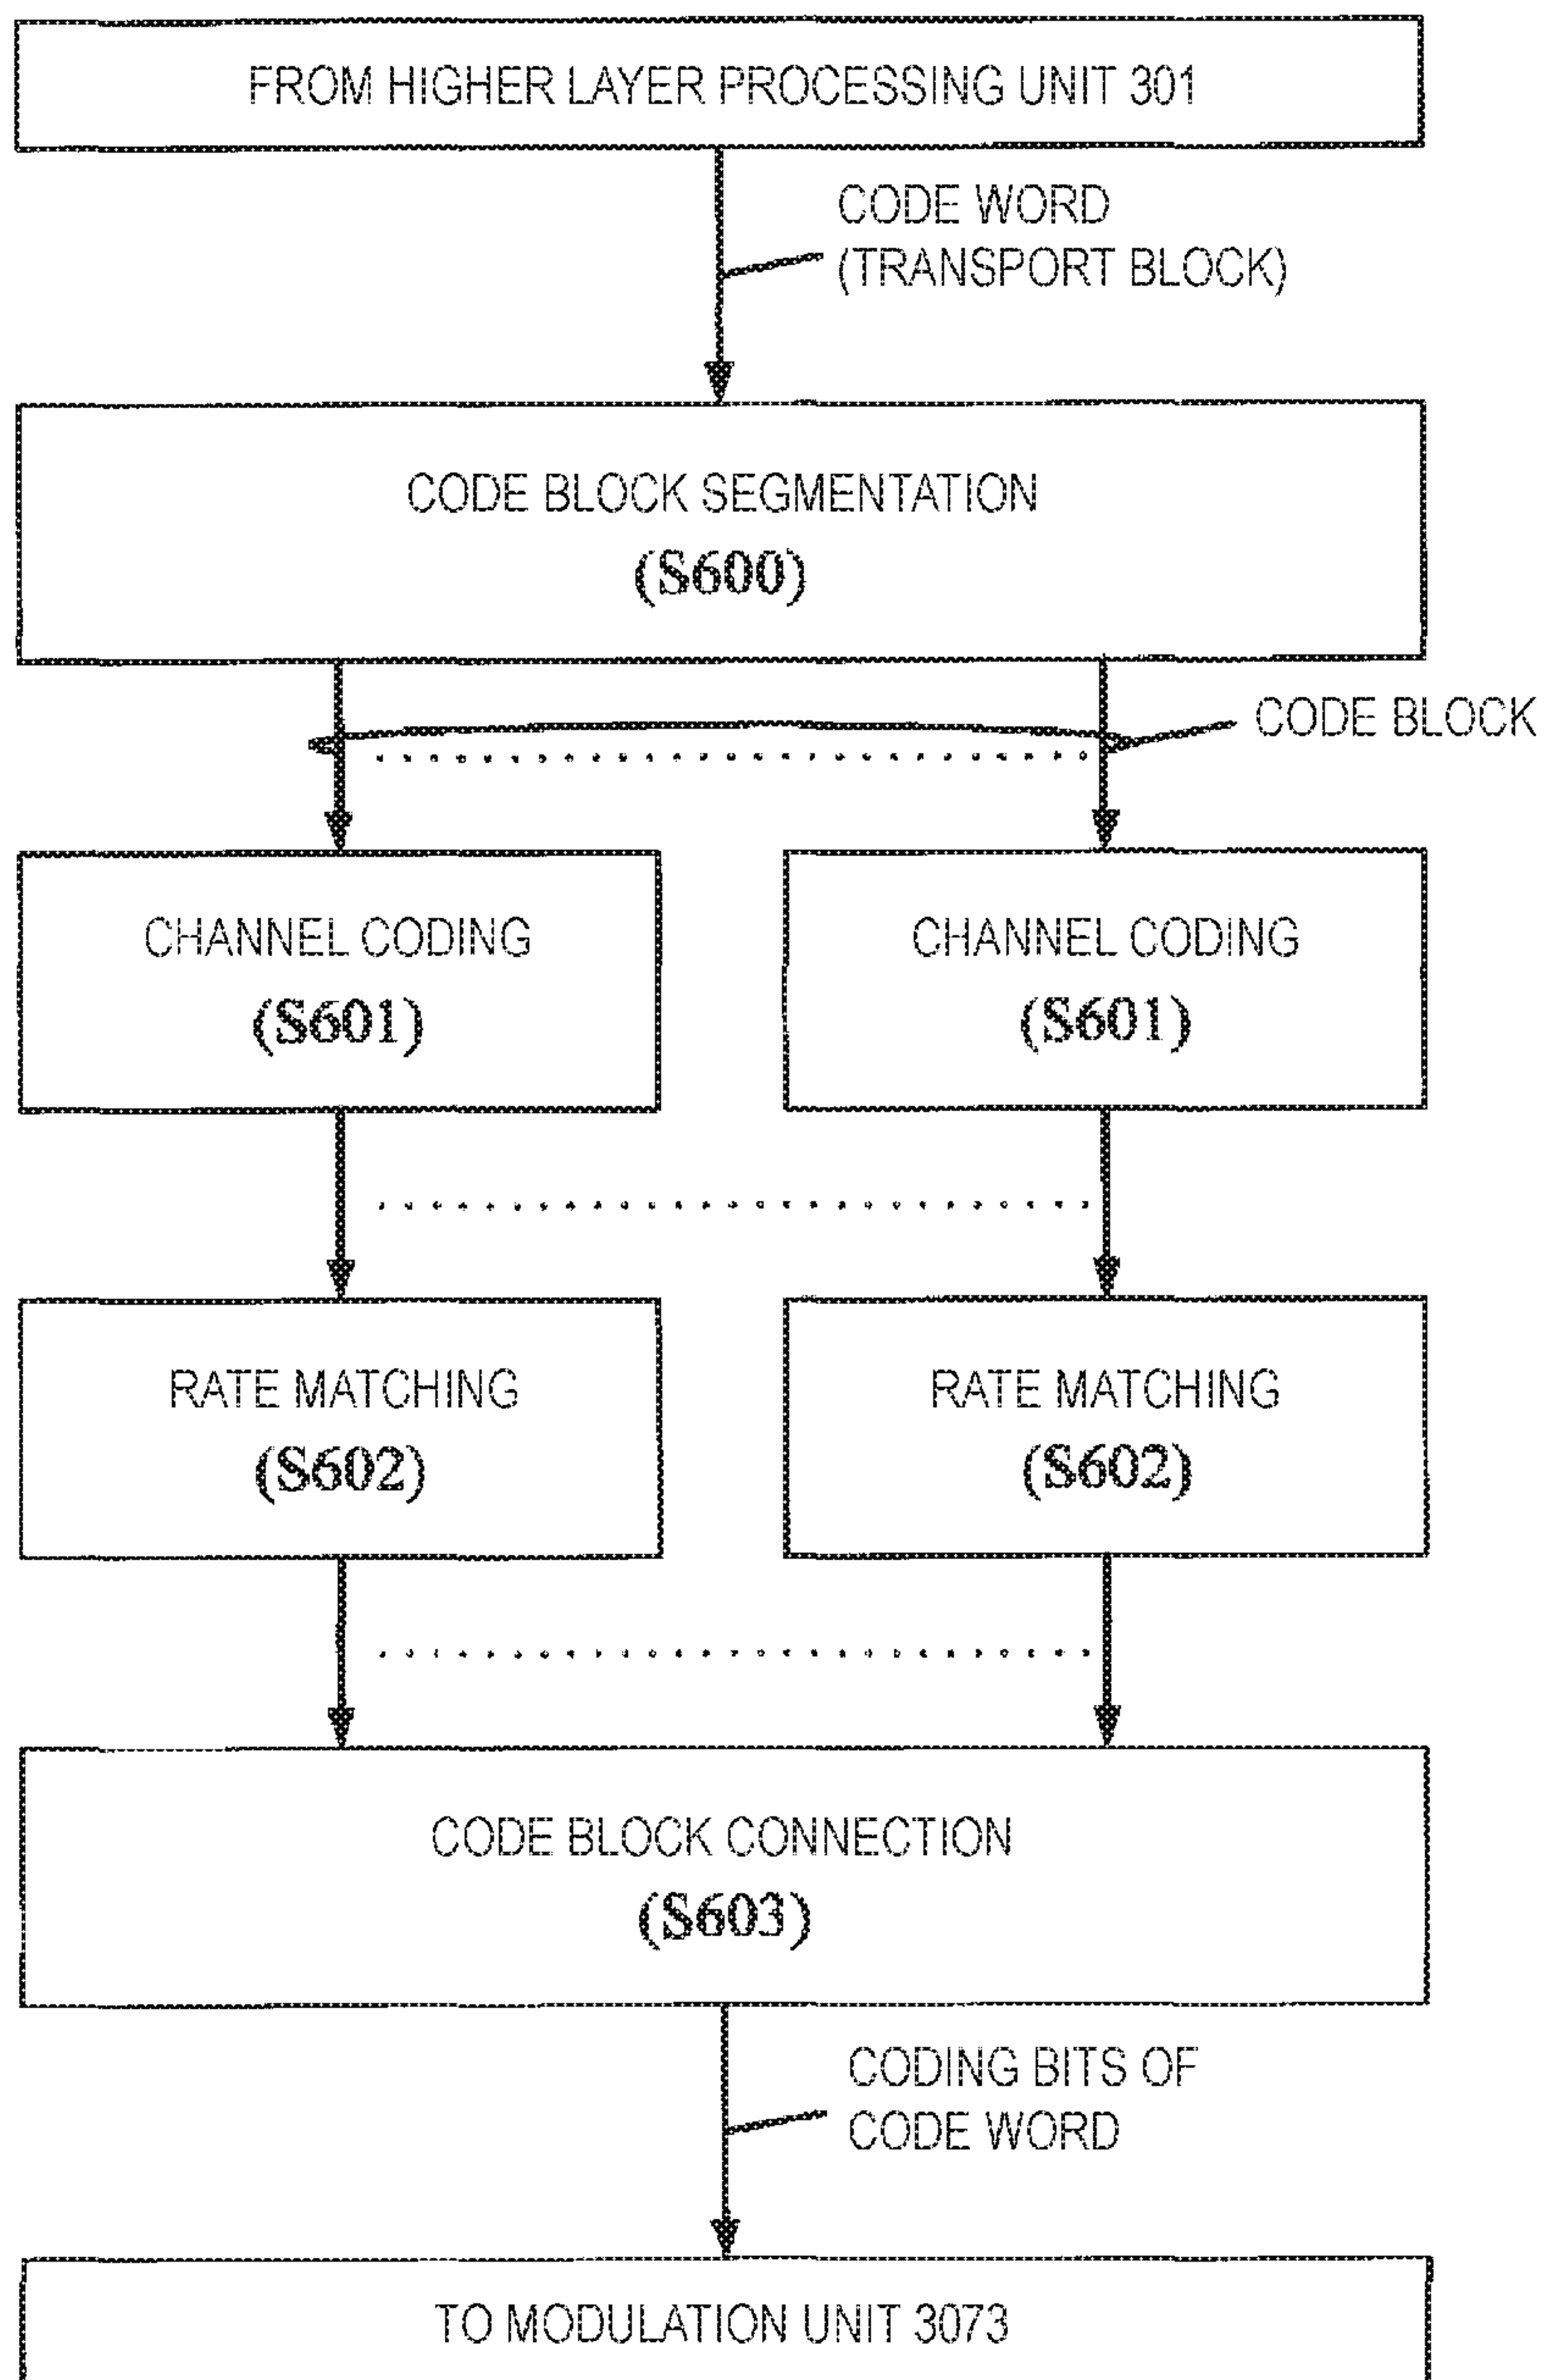 FROM HIGHER LAYER PROCESSING UNIT 301
CODE WORD
(TRANSPORT BLOCK)
CODE BLOCK SEGMENTATION
(S600)
CODE BLOCK
CHANNEL CODING
(S601)
CHANNEL CODING
(S601)
RATE MATCHING
(S602)
RATE MATCHING
(S602)
CODE BLOCK CONNECTION
(S603)
CODING BITS OF
CODE WORD
TO MODULATION UNIT 3073